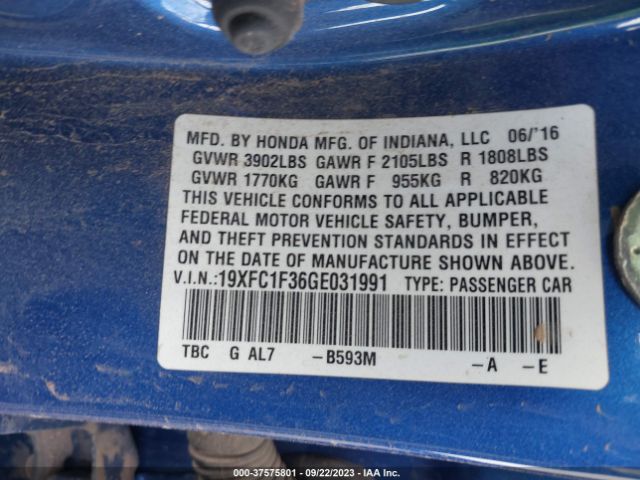 MFD. BY HONDA MFG. OF INDIANA, LLC 06/'16
GVWR 3902LBS GAWR F 2105LBS R 1808LBS
GVWR 1770KG GAWR F 955KG R 820KG
THIS VEHICLE CONFORMS TO ALL APPLICABLE
FEDERAL MOTOR VEHICLE SAFETY, BUMPER,
AND THEFT PREVENTION STANDARDS IN EFFECT
ON THE DATE OF MANUFACTURE SHOWN ABOVE.
V.I.N.:19XFC1F36GE031991 TYPE: PASSENGER CAR
TBC G AL7 -B593M -A -E
000-37575801 - 09/22/2023 - IAA Inc.